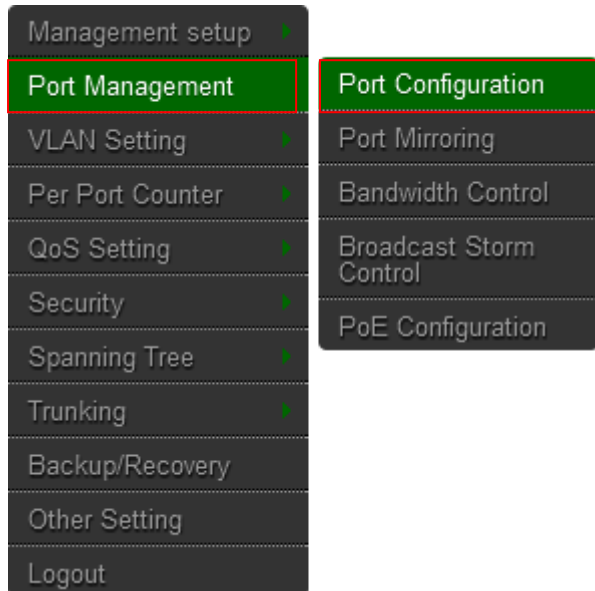 Management setup
Port Management
VLAN Setting
Per Port Counter
QoS Setting
Security
Spanning Tree
Trunking
Backup/Recovery
Other Setting
Logout
Port Configuration
Port Mirroring
Bandwidth Control
Broadcast Storm
Control
PoE Configuration